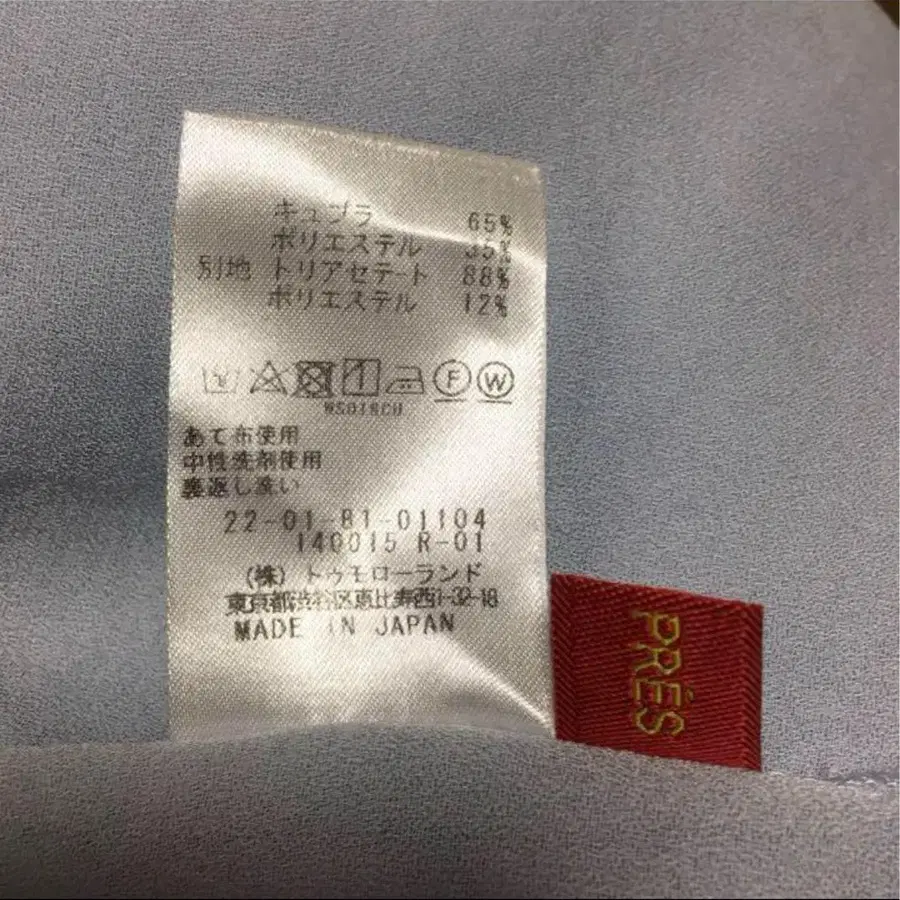 キュプラ 65%
ポリエステル 35%
別地 トリアセテート 88%
ポリエステル 12%
F W
WS019CU
あて布使用
中性洗剤使用
裏返し洗い
22-01-81-01104
140015 R-01
(株) トゥモローランド
東京都渋谷区恵比寿西1-32-18
MADE IN JAPAN
PRÉS